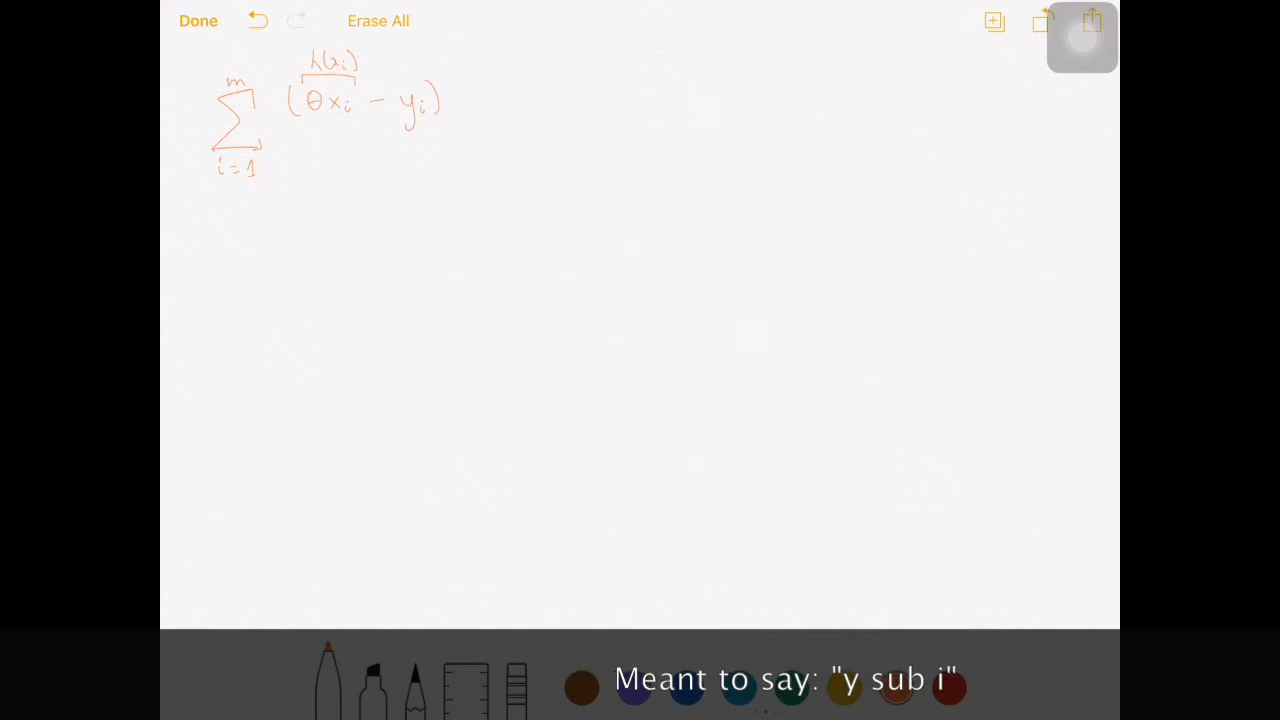 Done Erase All
h(xi)
m
∑ (θxi - yi)
i=1
Meant to say: "y sub i"